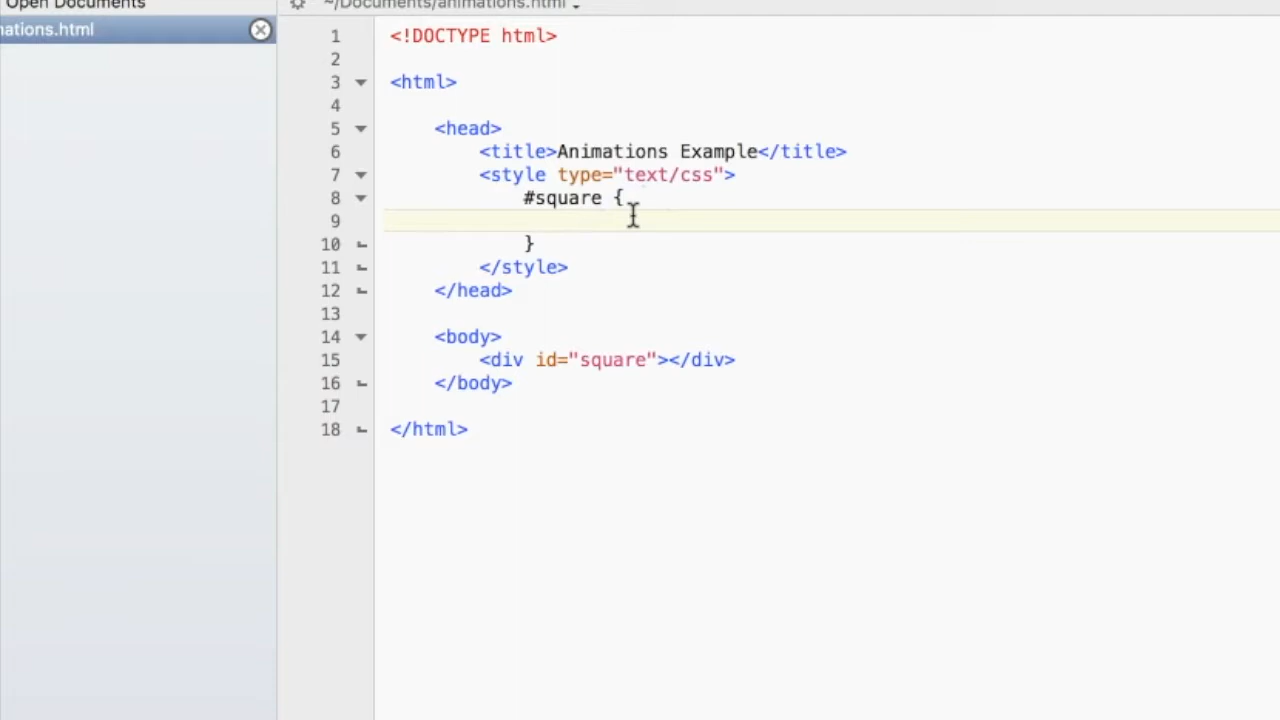 Open Documents
~/Documents/animations.html
ations.html
1 <!DOCTYPE html>
2
3 <html>
4
5 <head>
6 <title>Animations Example</title>
7 <style type="text/css">
8 #square {
9
10 }
11 </style>
12 </head>
13
14 <body>
15 <div id="square"></div>
16 </body>
17
18 </html>